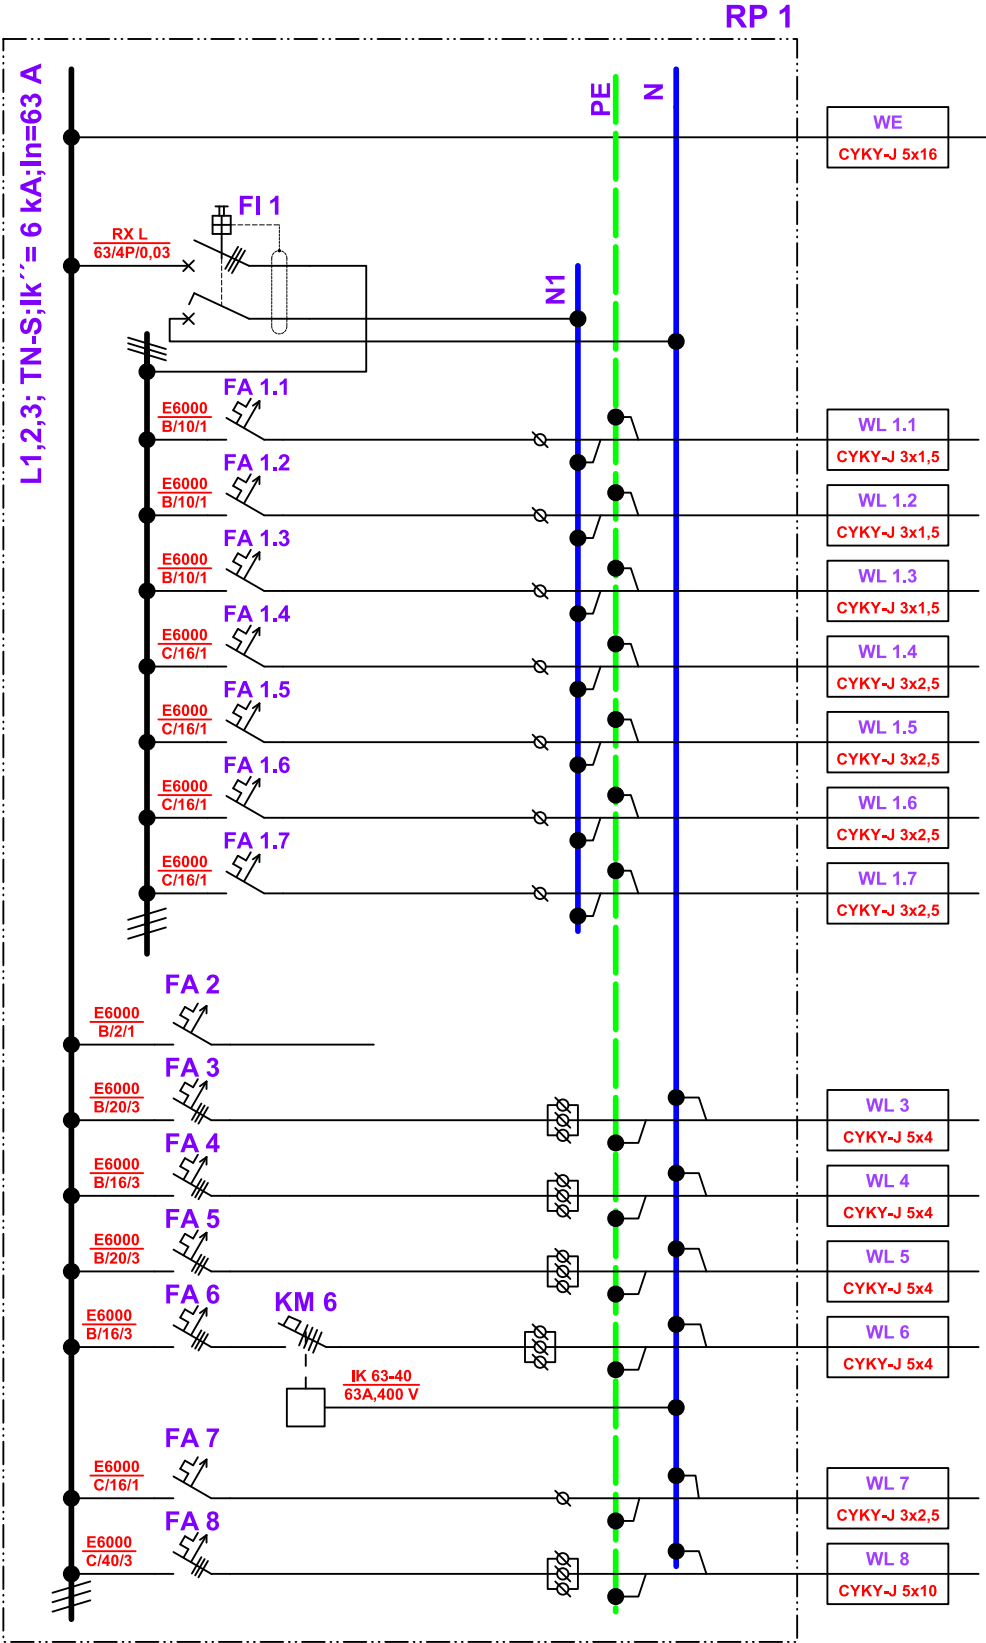 RP 1
L1,2,3; TN-S;Ik´´= 6 kA;In=63 A
PE
N
WE
CYKY-J 5x16
FI 1
RX L
63/4P/0,03
N1
FA 1.1
E6000
B/10/1
WL 1.1
CYKY-J 3x1,5
FA 1.2
E6000
B/10/1
WL 1.2
CYKY-J 3x1,5
FA 1.3
E6000
B/10/1
WL 1.3
CYKY-J 3x1,5
FA 1.4
E6000
C/16/1
WL 1.4
CYKY-J 3x2,5
FA 1.5
E6000
C/16/1
WL 1.5
CYKY-J 3x2,5
FA 1.6
E6000
C/16/1
WL 1.6
CYKY-J 3x2,5
FA 1.7
E6000
C/16/1
WL 1.7
CYKY-J 3x2,5
FA 2
E6000
B/2/1
FA 3
E6000
B/20/3
WL 3
CYKY-J 5x4
FA 4
E6000
B/16/3
WL 4
CYKY-J 5x4
FA 5
E6000
B/20/3
WL 5
CYKY-J 5x4
FA 6
E6000
B/16/3
KM 6
IK 63-40
63A,400 V
WL 6
CYKY-J 5x4
FA 7
E6000
C/16/1
WL 7
CYKY-J 3x2,5
FA 8
E6000
C/40/3
WL 8
CYKY-J 5x10